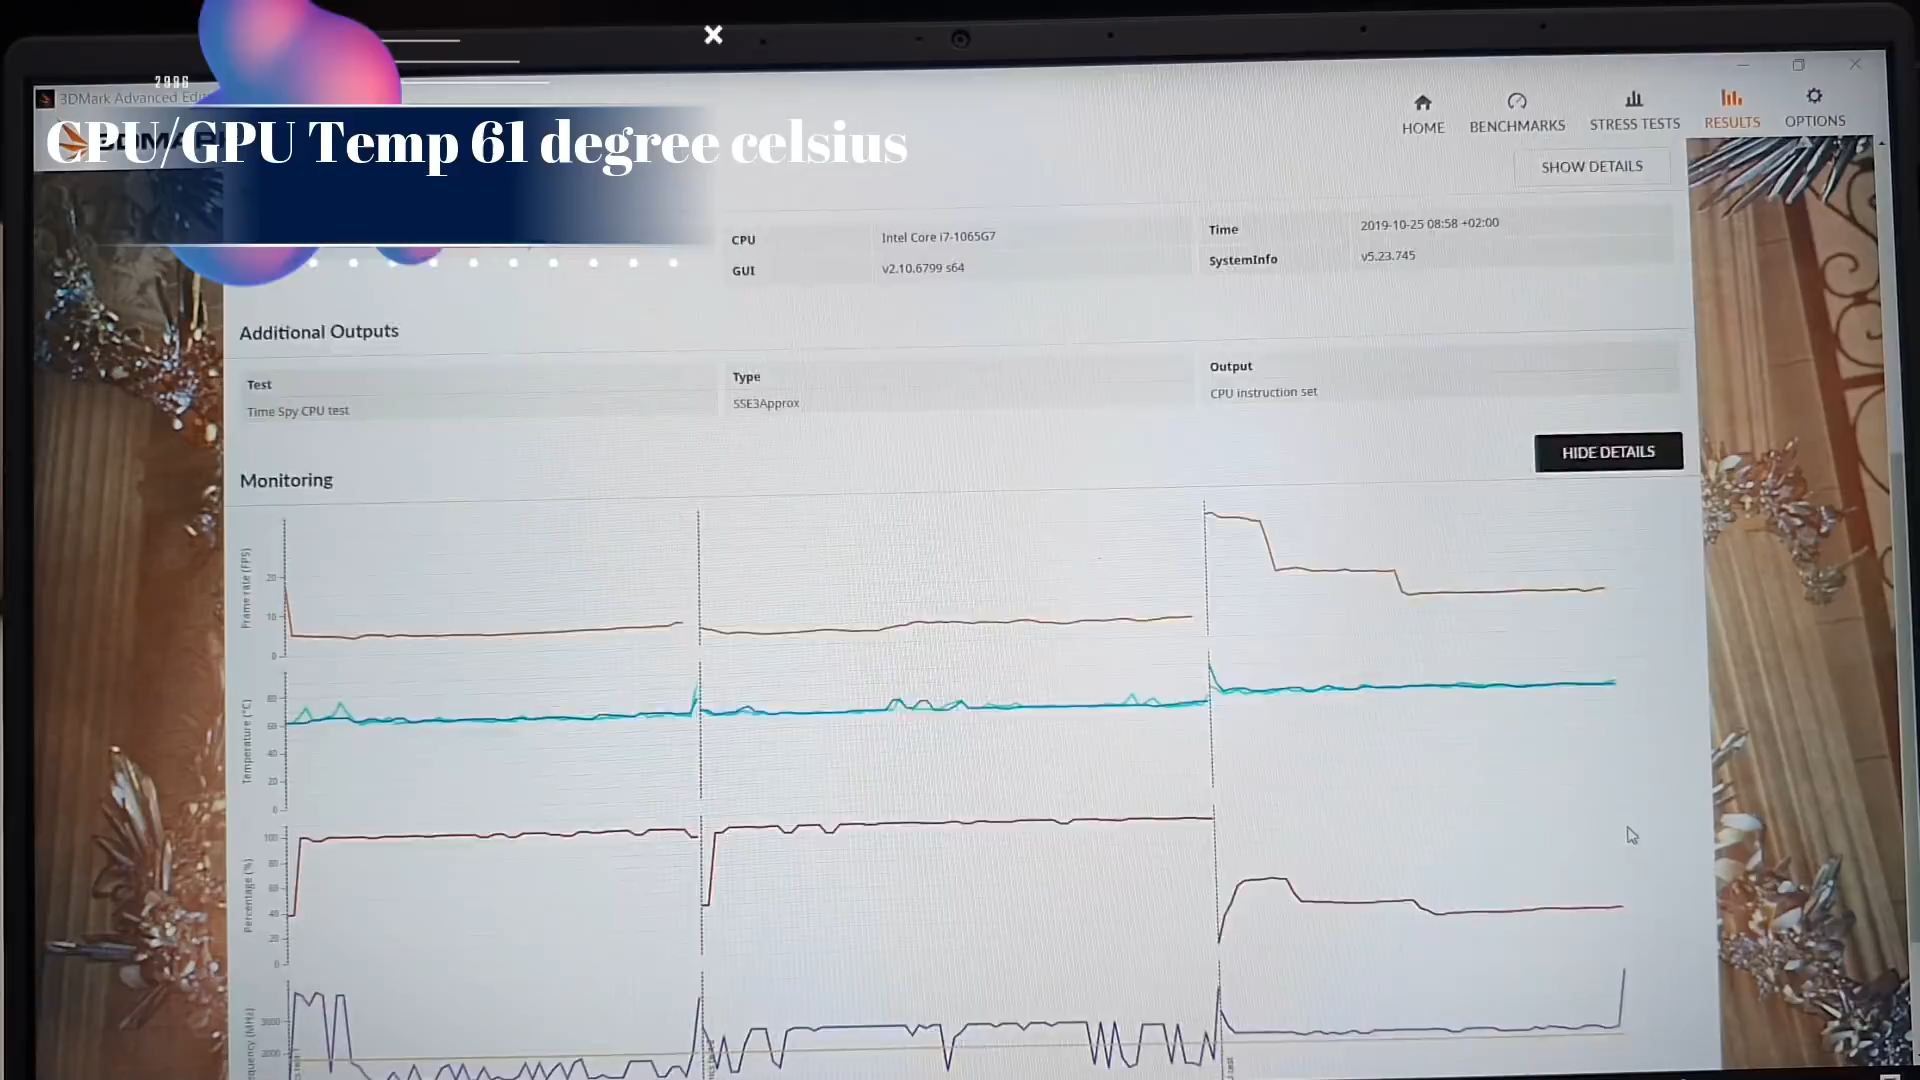 2986
3DMark Advanced Edi
CPU/GPU Temp 61 degree celsius
HOME
BENCHMARKS
STRESS TESTS
RESULTS
OPTIONS
SHOW DETAILS
CPU Intel Core i7-1065G7
GUI v2.10.6799 s64
Time 2019-10-25 08:58 +02:00
SystemInfo v5.23.745
Additional Outputs
Test Type Output
Time Spy CPU test SSE3Approx CPU instruction set
HIDE DETAILS
Monitoring
Frame rate (FPS)
20
10
0
Temperature (°C)
80
60
40
20
0
Percentage (%)
100
80
60
40
20
0
equency (MHz)
3000
2000